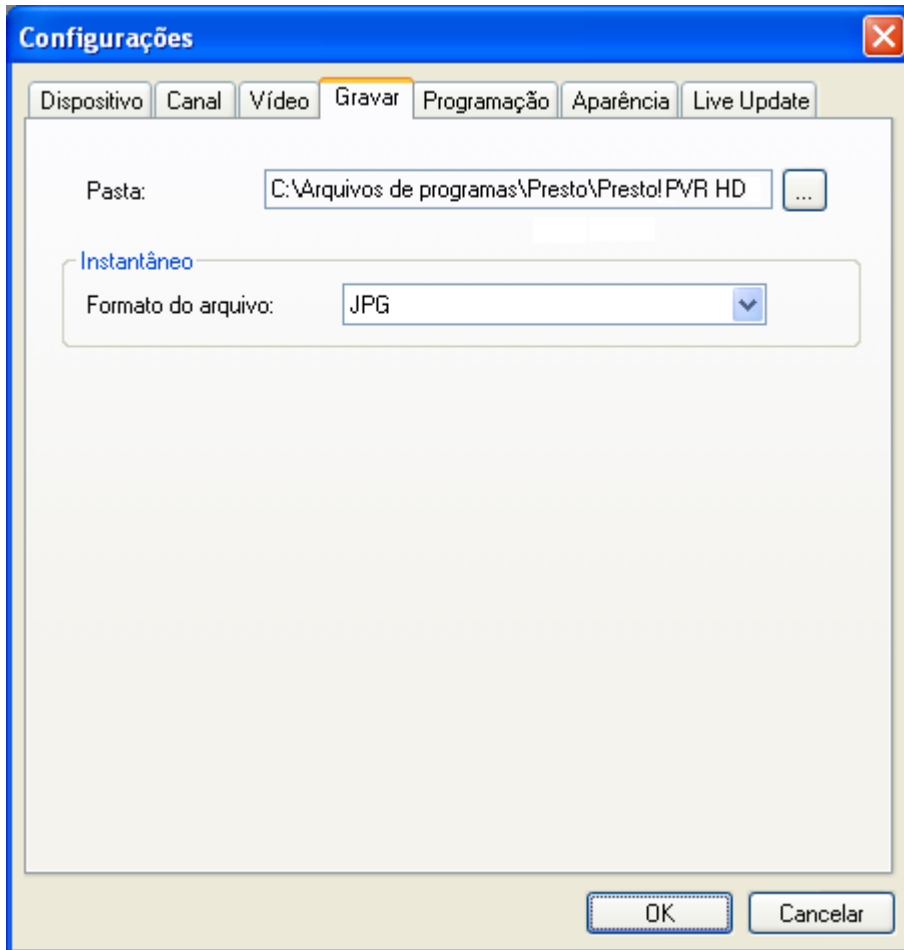 Configurações
Dispositivo Canal Vídeo Gravar Programação Aparência Live Update
Pasta: C:\Arquivos de programas\Presto\Presto!PVR HD ...
Instantâneo
Formato do arquivo: JPG
OK Cancelar